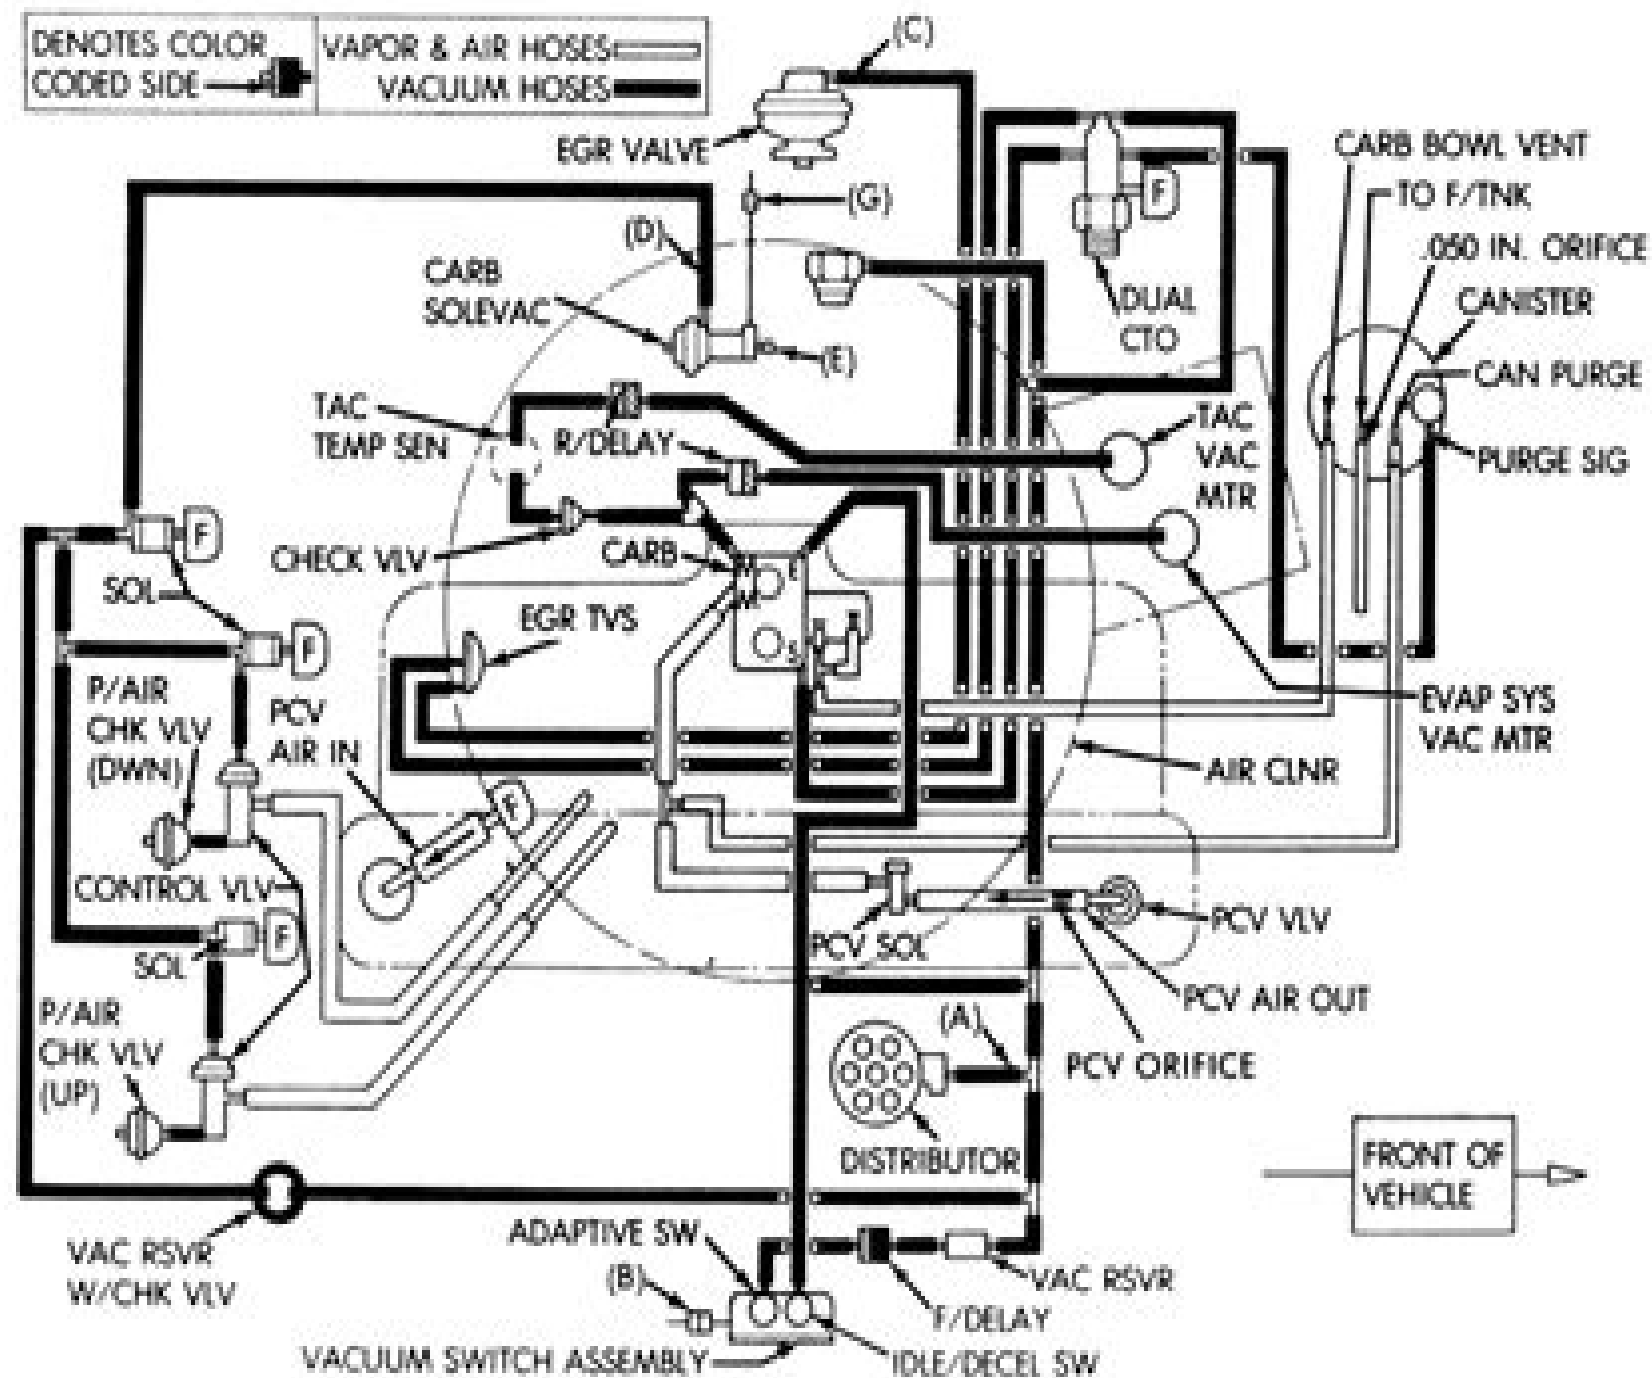 DENOTES COLOR
CODED SIDE
VAPOR & AIR HOSES
VACUUM HOSES
(C)
EGR VALVE
(G)
(D)
CARB
SOLEVAC
(E)
F
DUAL
CTO
CARB BOWL VENT
TO F/TNK
.050 IN. ORIFICE
CANISTER
CAN PURGE
PURGE SIG
TAC
TEMP SEN
R/DELAY
TAC
VAC
MTR
CHECK VLV
CARB
F
SOL
F
EGR TVS
S
EVAP SYS
VAC MTR
AIR CLNR
P/AIR
CHK VLV
(DWN)
PCV
AIR IN
F
CONTROL VLV
SOL
F
PCV SOL
PCV VLV
PCV AIR OUT
PCV ORIFICE
P/AIR
CHK VLV
(UP)
(A)
DISTRIBUTOR
FRONT OF
VEHICLE
VAC RSVR
W/CHK VLV
ADAPTIVE SW
(B)
VAC RSVR
F/DELAY
VACUUM SWITCH ASSEMBLY
IDLE/DECEL SW